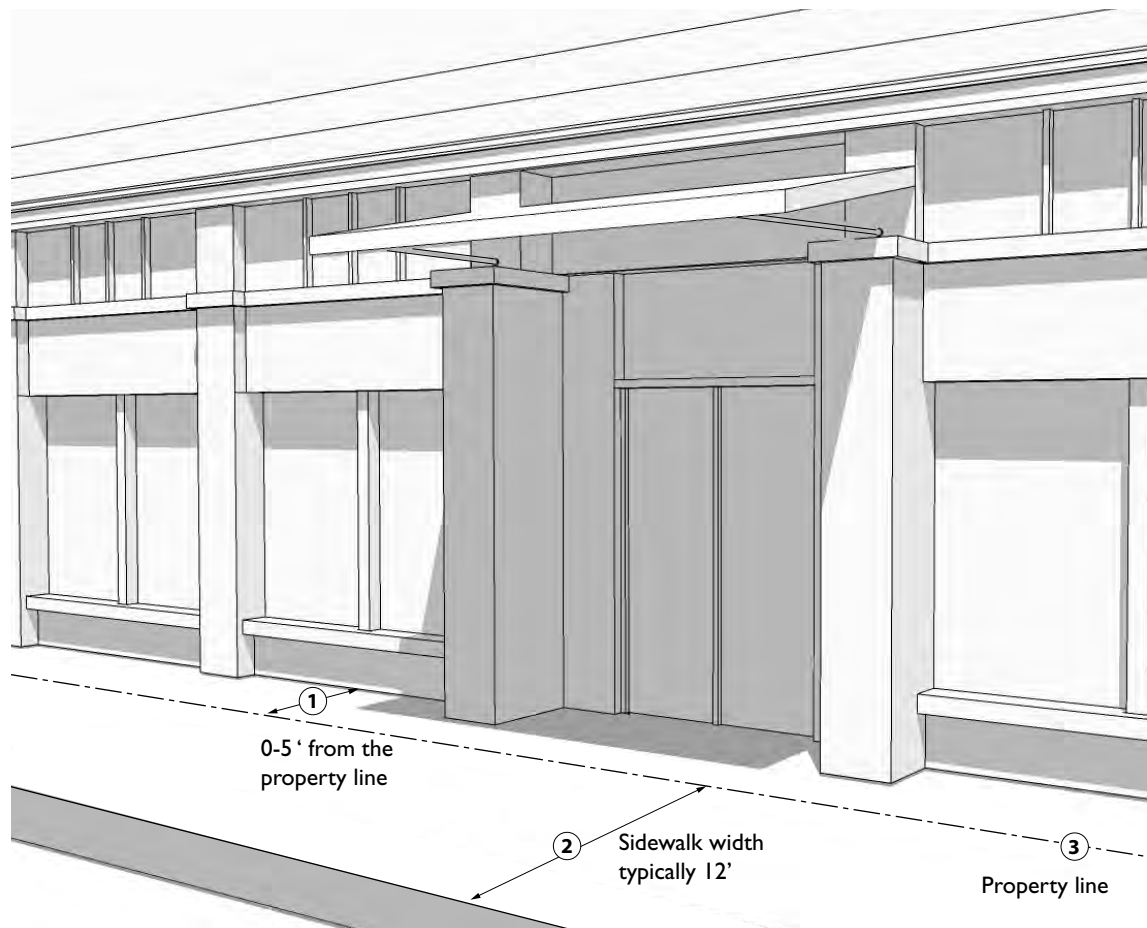 1
0-5 ‘ from the
property line
2
Sidewalk width
typically 12’
3
Property line